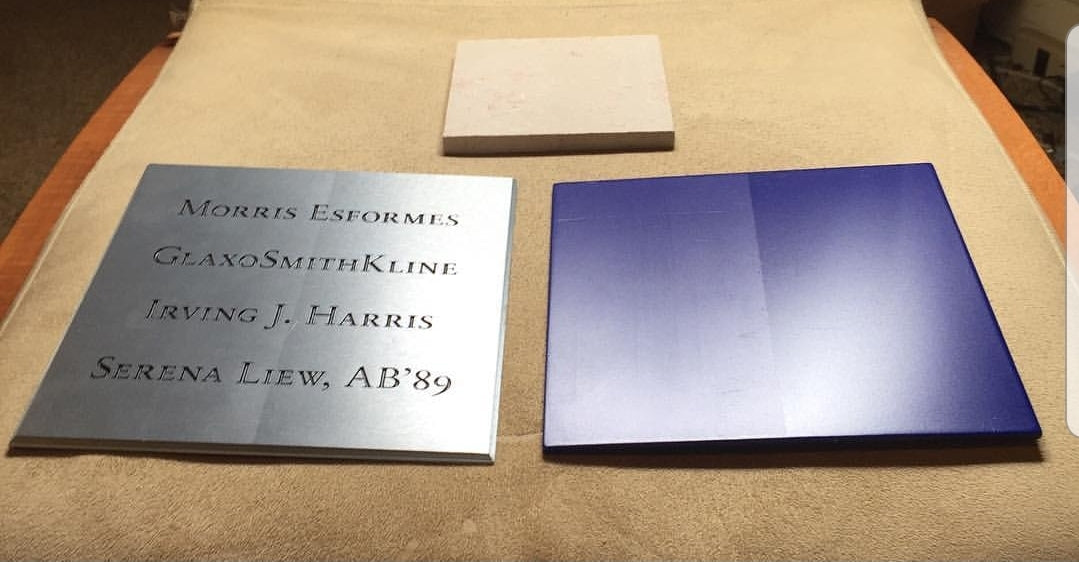 Morris Esformes
GlaxoSmithKline
Irving J. Harris
Serena Liew, AB'89